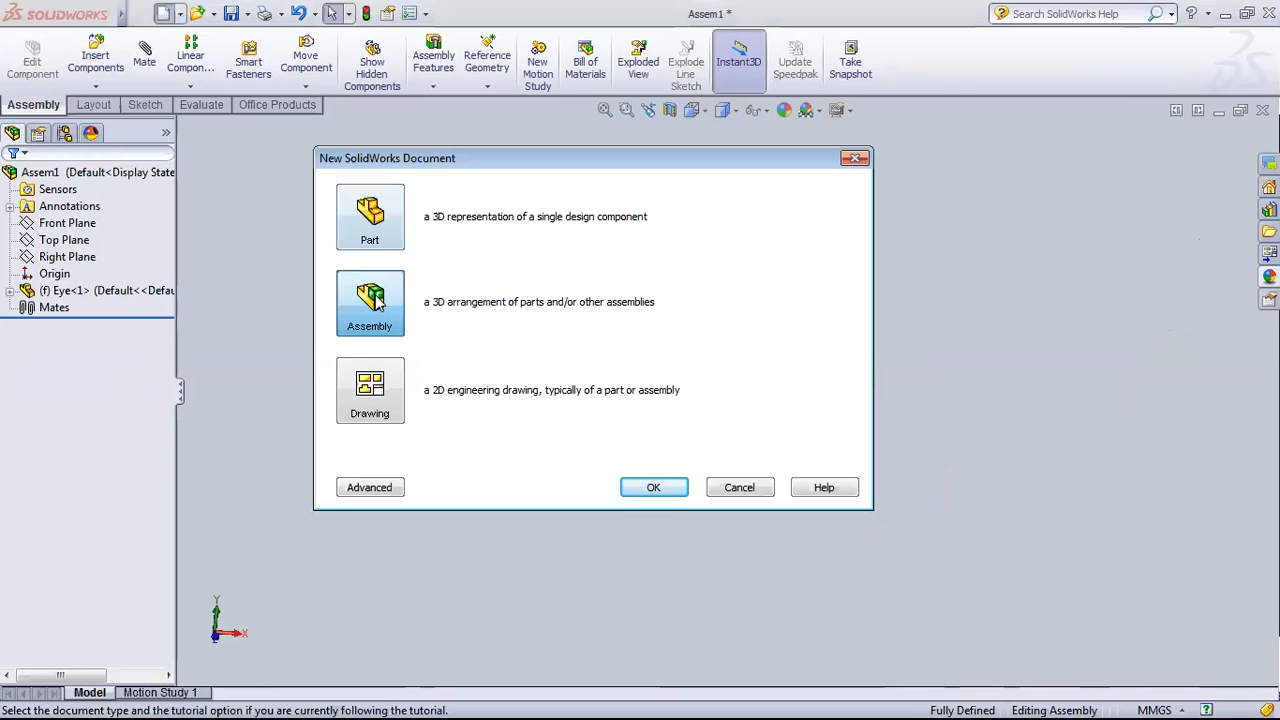 SOLIDWORKS
Assem1 *
Search SolidWorks Help
Edit Component
Insert Components
Mate
Linear Compon...
Smart Fasteners
Move Component
Show Hidden Components
Assembly Features
Reference Geometry
New Motion Study
Bill of Materials
Exploded View
Explode Line Sketch
Instant3D
Update Speedpak
Take Snapshot
Assembly Layout Sketch Evaluate Office Products
Assem1 (Default<Display State
Sensors
Annotations
Front Plane
Top Plane
Right Plane
Origin
(f) Eye<1> (Default<<Defau
Mates
New SolidWorks Document
Part
a 3D representation of a single design component
Assembly
a 3D arrangement of parts and/or other assemblies
Drawing
a 2D engineering drawing, typically of a part or assembly
Advanced OK Cancel Help
Y
X
Model Motion Study 1
Select the document type and the tutorial option if you are currently following the tutorial. Fully Defined Editing Assembly MMGS